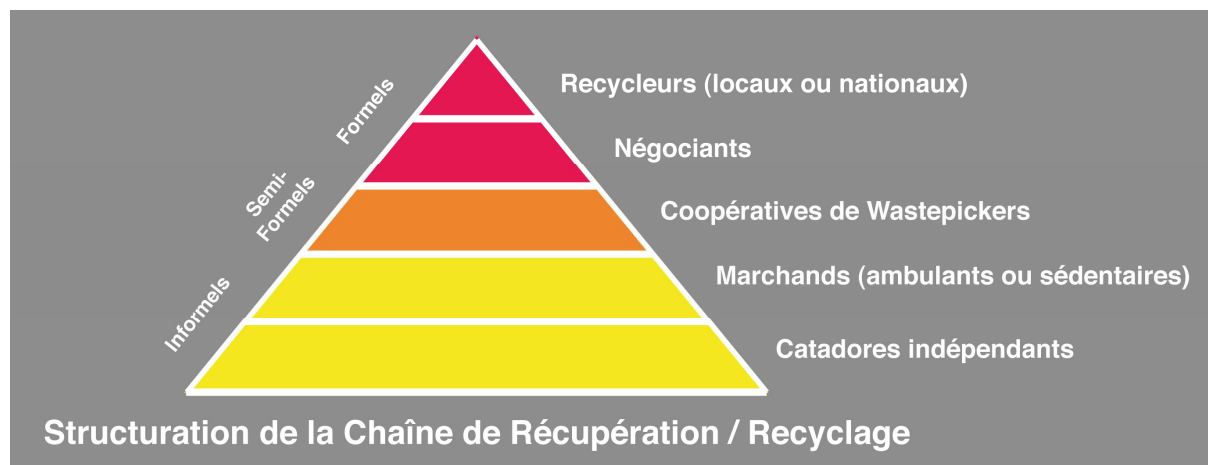 Formels
Recycleurs (locaux ou nationaux)
Négociants
Semi-
Formels
Coopératives de Wastepickers
Marchands (ambulants ou sédentaires)
Informels
Catadores indépendants
Structuration de la Chaîne de Récupération / Recyclage